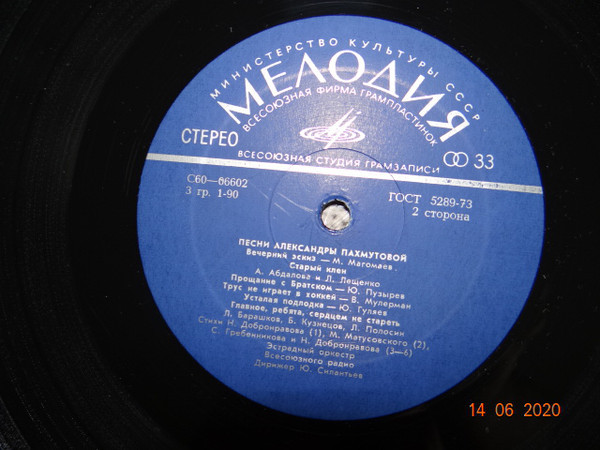 МИНИСТЕРСТВО КУЛЬТУРЫ СССР
МЕЛОДИЯ
ВСЕСОЮЗНАЯ ФИРМА ГРАМПЛАСТИНОК
СТЕРЕО
33
ВСЕСОЮЗНАЯ СТУДИЯ ГРАМЗАПИСИ
С60—06602
3 гр. 1-90
ГОСТ 5289-73
2 сторона
ПЕСНИ АЛЕКСАНДРЫ ПАХМУТОВОЙ
Вечерний эскиз — М. Магомаев
Старый клен
А. Абдалова и Л. Лещенко
Прощание с Братском — Ю. Пузырев
Трус не играет в хоккей — В. Мулерман
Усталая подлодка — Ю. Гуляев
Главное, ребята, сердцем не стареть
Л. Барашков, Б. Кузнецов, Л. Полосин
Стихи Н. Добронравова (1), М. Матусовского (2),
С. Гребенникова и Н. Добронравова (3—6)
Эстрадный оркестр
Всесоюзного радио
Дирижер Ю. Силантьев
14 06 2020